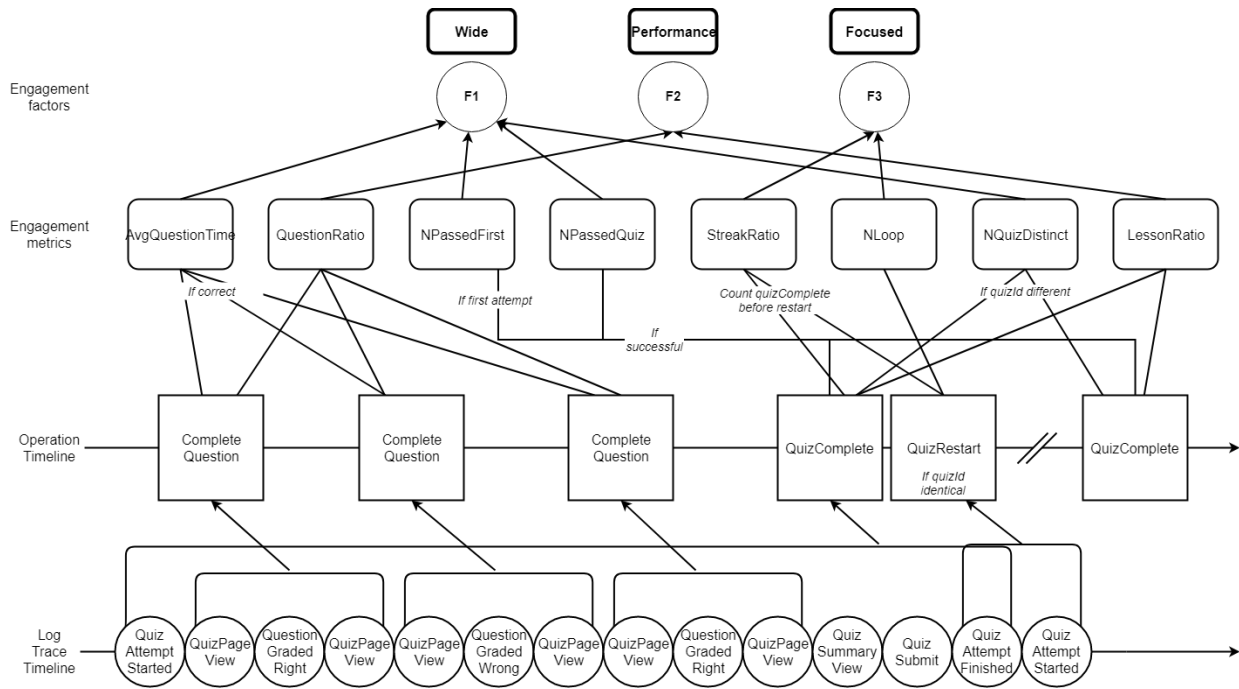 Wide
Performance
Focused
Engagement
factors
F1
F2
F3
Engagement
metrics
AvgQuestionTime
QuestionRatio
NPassedFirst
NPassedQuiz
StreakRatio
NLoop
NQuizDistinct
LessonRatio
If correct
If first attempt
Count quizComplete
before restart
If quizId different
If
successful
Operation
Timeline
Complete
Question
Complete
Question
Complete
Question
QuizComplete
QuizRestart
If quizId
identical
QuizComplete
Log
Trace
Timeline
Quiz
Attempt
Started
QuizPage
View
Question
Graded
Right
QuizPage
View
QuizPage
View
Question
Graded
Wrong
QuizPage
View
QuizPage
View
Question
Graded
Right
QuizPage
View
Quiz
Summary
View
Quiz
Submit
Quiz
Attempt
Finished
Quiz
Attempt
Started